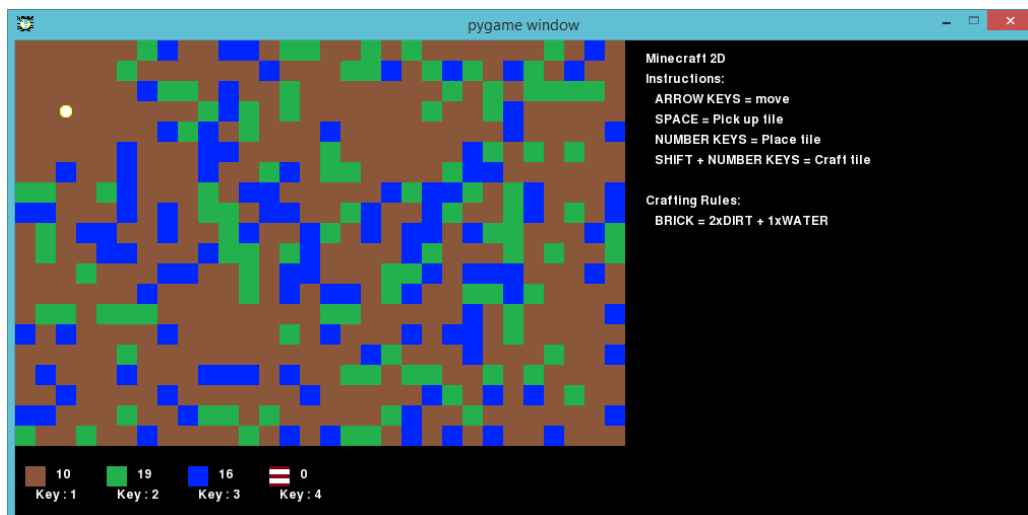 pygame window
Minecraft 2D
Instructions:
ARROW KEYS = move
SPACE = Pick up tile
NUMBER KEYS = Place tile
SHIFT + NUMBER KEYS = Craft tile
Crafting Rules:
BRICK = 2xDIRT + 1xWATER
10 19 16 0
Key : 1 Key : 2 Key : 3 Key : 4